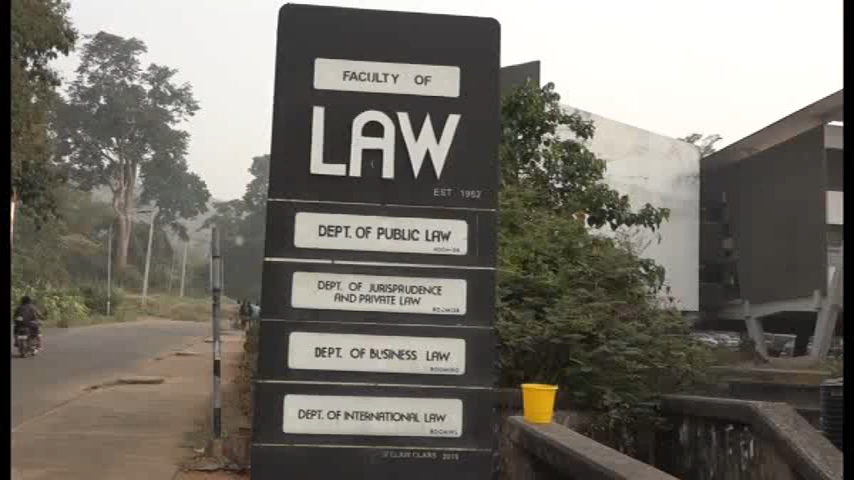 FACULTY OF
LAW
EST. 1962
DEPT. OF PUBLIC LAW
DEPT. OF JURISPRUDENCE
AND PRIVATE LAW
DEPT. OF BUSINESS LAW
DEPT. OF INTERNATIONAL LAW